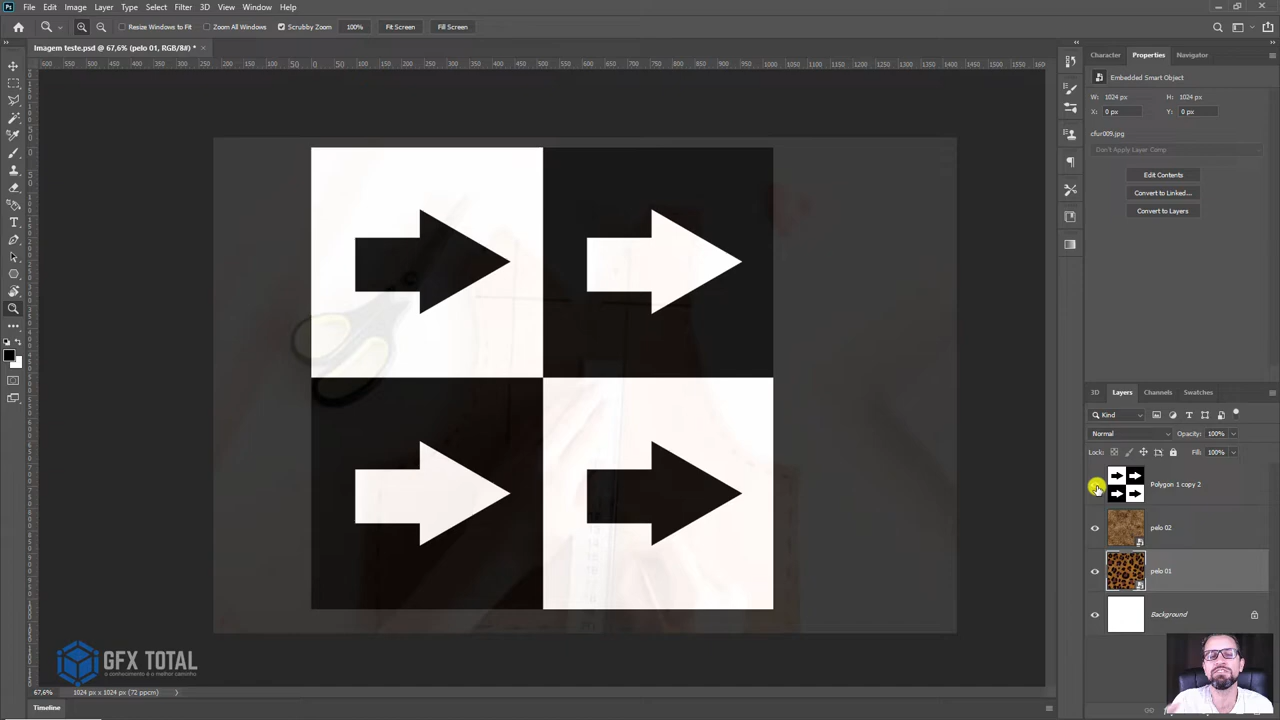 File Edit Image Layer Type Select Filter 3D View Window Help
Resize Windows to Fit Zoom All Windows Scrubby Zoom 100% Fit Screen Fill Screen
Imagem teste.psd @ 67,6% (pelo 01, RGB/8#) * ×
Character Properties Navigator
Embedded Smart Object
W: 1024 px H: 1024 px
X: 0 px Y: 0 px
cfur009.jpg
Don't Apply Layer Comp
Edit Contents
Convert to Linked...
Convert to Layers
3D Layers Channels Swatches
Kind
Normal Opacity: 100%
Lock: Fill: 100%
Polygon 1 copy 2
pelo 02
pelo 01
Background
GFX TOTAL
o conhecimento é o melhor caminho
67,6% 1024 px x 1024 px (72 ppcm)
Timeline